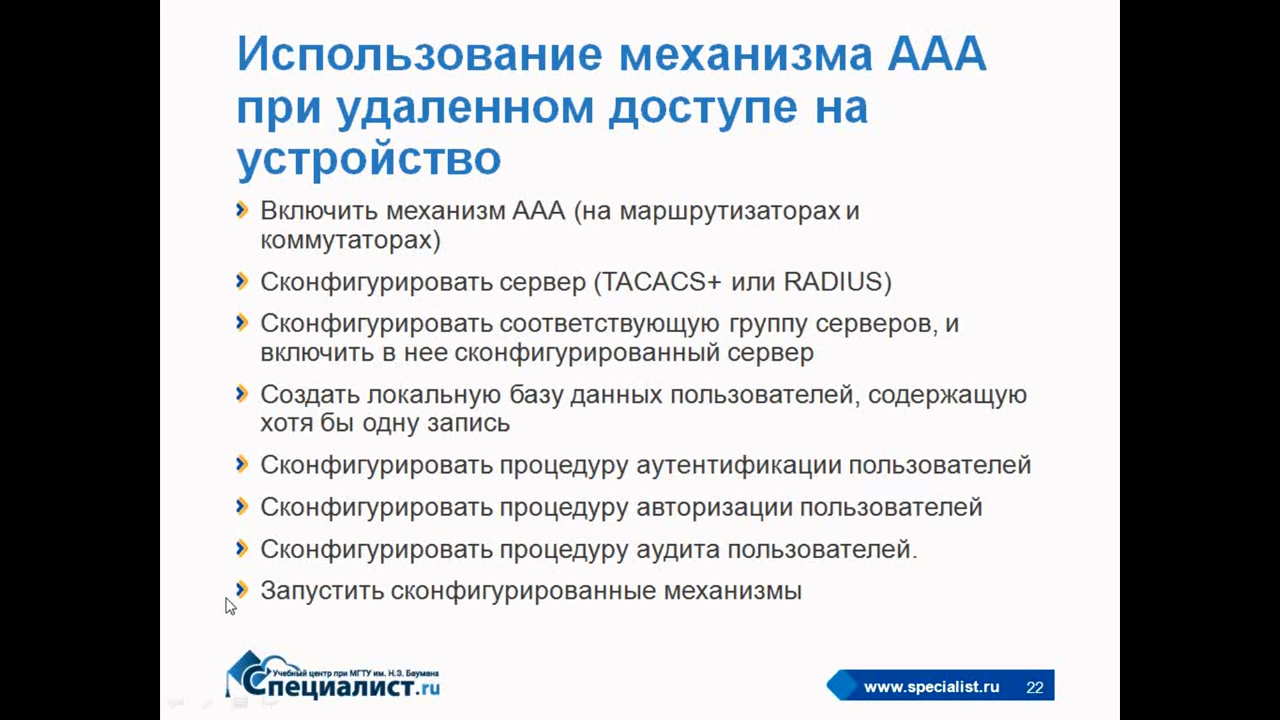 Использование механизма ААА
при удаленном доступе на
устройство
Включить механизм ААА (на маршрутизаторах и
коммутаторах)
Сконфигурировать сервер (TACACS+ или RADIUS)
Сконфигурировать соответствующую группу серверов, и
включить в нее сконфигурированный сервер
Создать локальную базу данных пользователей, содержащую
хотя бы одну запись
Сконфигурировать процедуру аутентификации пользователей
Сконфигурировать процедуру авторизации пользователей
Сконфигурировать процедуру аудита пользователей.
Запустить сконфигурированные механизмы
Учебный центр при МГТУ им. Н.Э. Баумана
Специалист.ru
www.specialist.ru 22